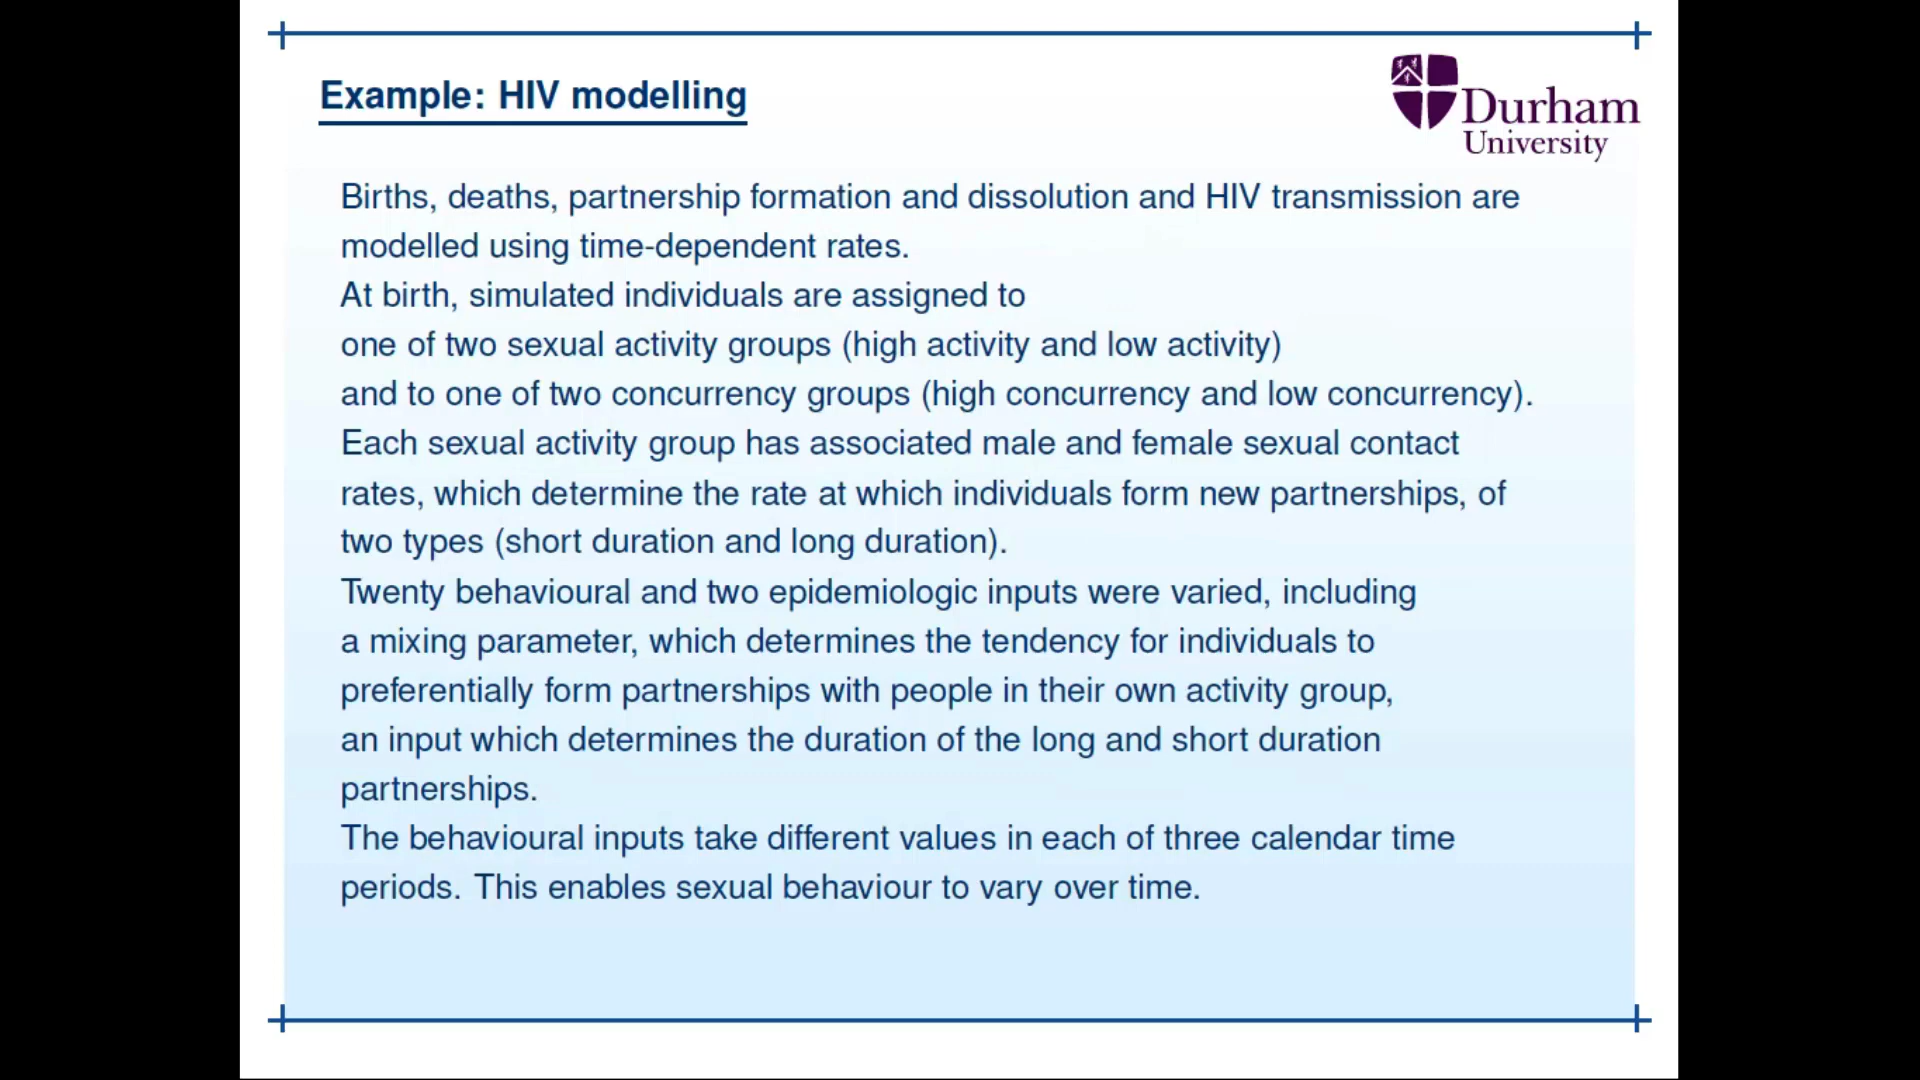 Example: HIV modelling
Durham
University
Births, deaths, partnership formation and dissolution and HIV transmission are
modelled using time-dependent rates.
At birth, simulated individuals are assigned to
one of two sexual activity groups (high activity and low activity)
and to one of two concurrency groups (high concurrency and low concurrency).
Each sexual activity group has associated male and female sexual contact
rates, which determine the rate at which individuals form new partnerships, of
two types (short duration and long duration).
Twenty behavioural and two epidemiologic inputs were varied, including
a mixing parameter, which determines the tendency for individuals to
preferentially form partnerships with people in their own activity group,
an input which determines the duration of the long and short duration
partnerships.
The behavioural inputs take different values in each of three calendar time
periods. This enables sexual behaviour to vary over time.